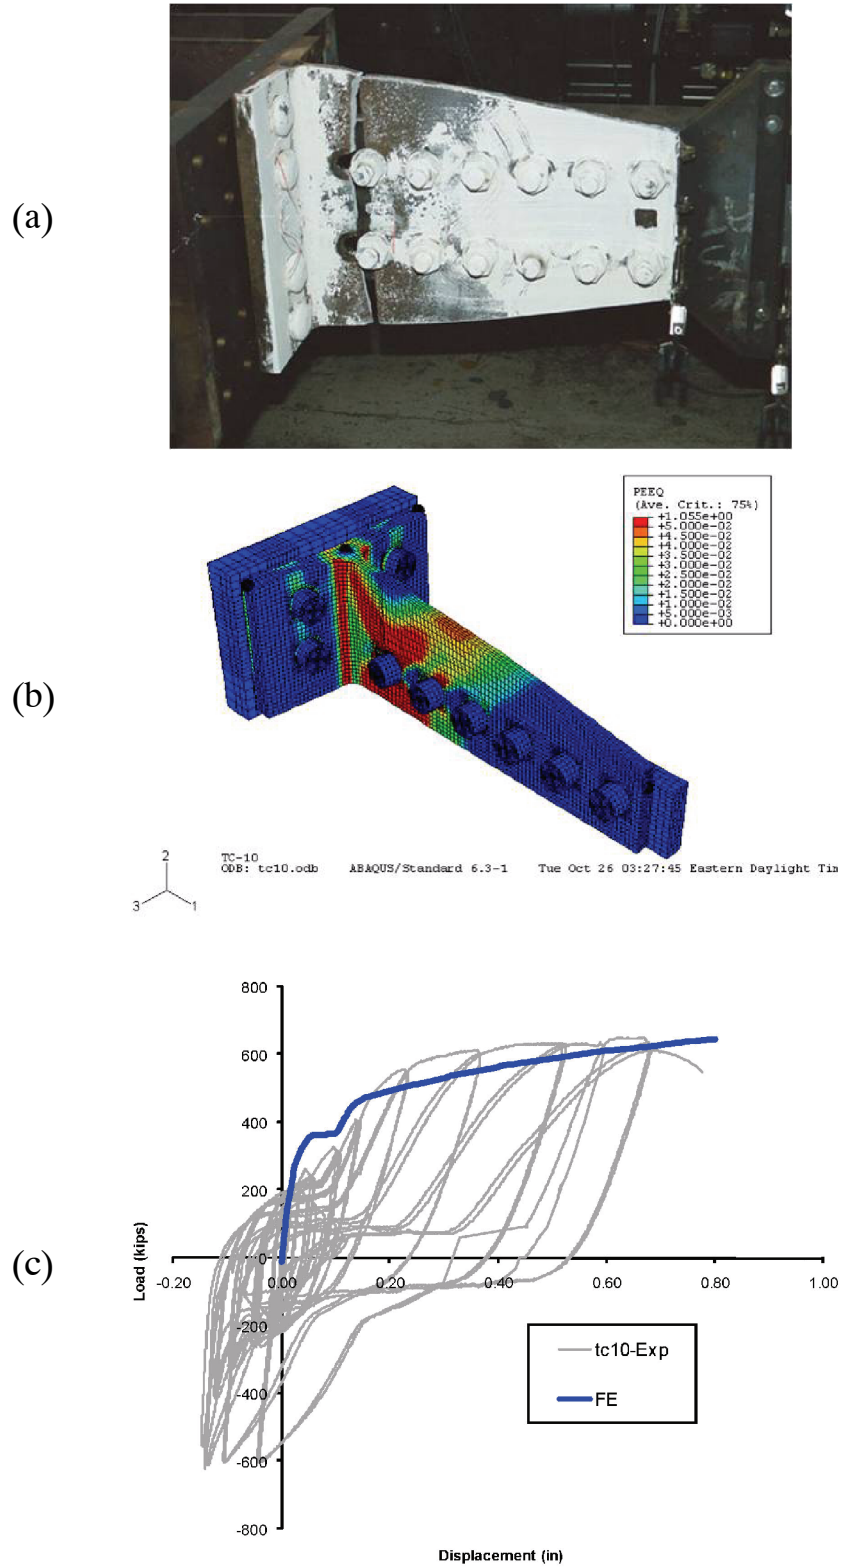 (a)
(b)
PEEQ
(Ave. Crit.: 75%)
+1.055e+00
+5.000e-02
+4.500e-02
+4.000e-02
+3.500e-02
+3.000e-02
+2.500e-02
+2.000e-02
+1.500e-02
+1.000e-02
+5.000e-03
+0.000e+00
2
3
1
TC-10
ODB: tc10.odb ABAQUS/Standard 6.3-1 Tue Oct 26 03:27:45 Eastern Daylight Tim
(c)
Load (kips)
800
600
400
200
0
-200
-400
-600
-800
-0.20 0.00 0.20 0.40 0.60 0.80 1.00
tc10-Exp
FE
Displacement (in)